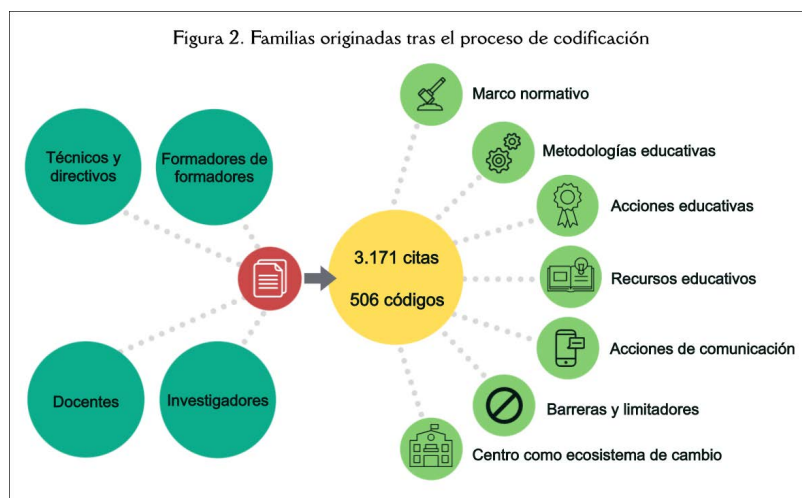 Figura 2. Familias originadas tras el proceso de codificación
Técnicos y
directivos
Formadores de
formadores
Docentes
Investigadores
3.171 citas
506 códigos
Marco normativo
Metodologías educativas
Acciones educativas
Recursos educativos
Acciones de comunicación
Barreras y limitadores
Centro como ecosistema de cambio